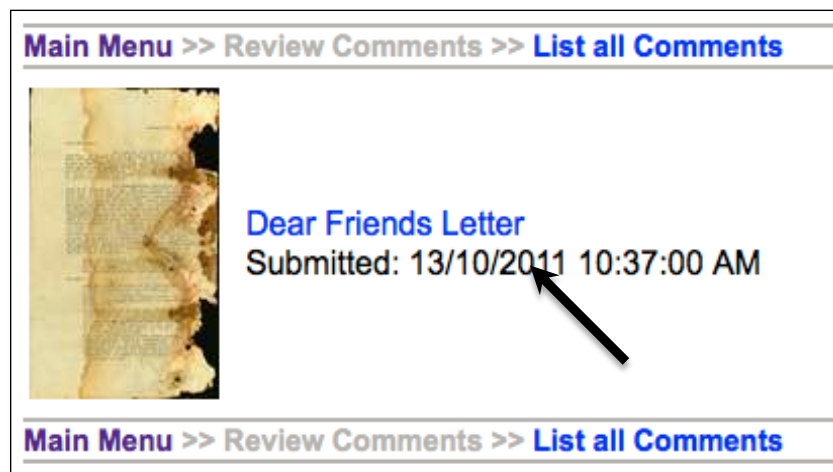 Main Menu >> Review Comments >> List all Comments
Dear Friends Letter
Submitted: 13/10/2011 10:37:00 AM
Main Menu >> Review Comments >> List all Comments